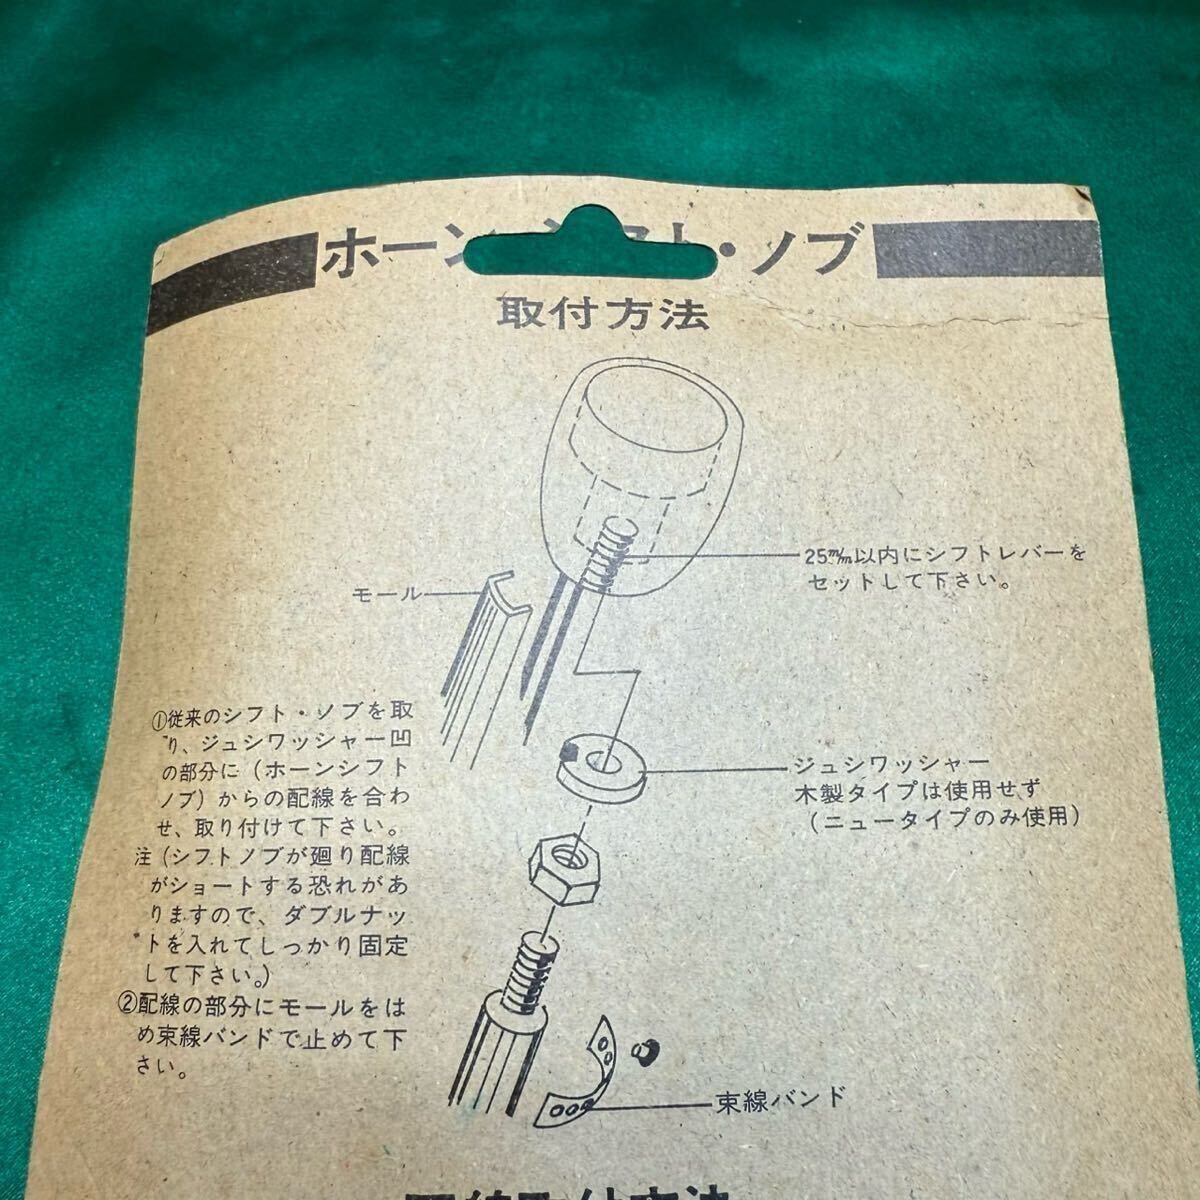 ホーン・シフト・ノブ
取付方法
25㎜以内にシフトレバーを
セットして下さい。
モール
①従来のシフト・ノブを取
り、ジュシワッシャー凹
の部分に(ホーンシフト
ノブ)からの配線を合わ
せ、取り付けて下さい。
注(シフトノブが廻り配線
がショートする恐れがあ
りますので、ダブルナッ
トを入れてしっかり固定
して下さい。)
②配線の部分にモールをは
め束線バンドで止めて下
さい。
ジュシワッシャー
木製タイプは使用せず
(ニュータイプのみ使用)
束線バンド
配線取付方法